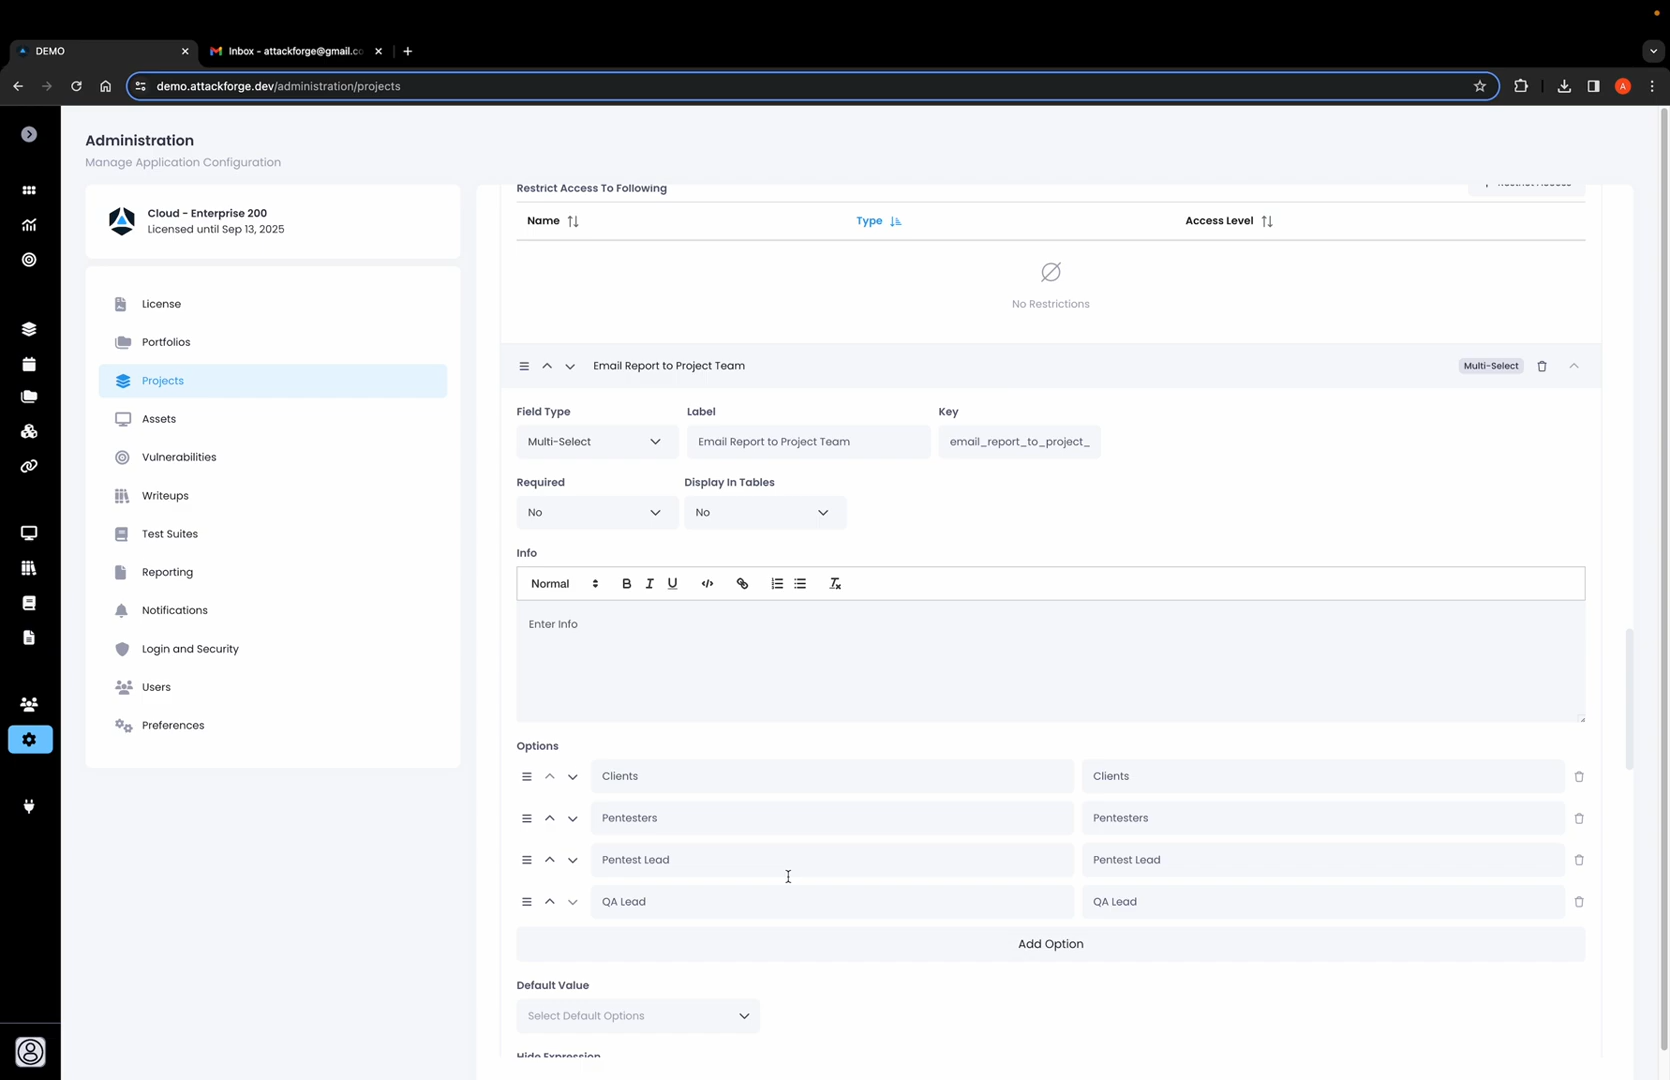 DEMO
Inbox - attackforge@gmail.co
demo.attackforge.dev/administration/projects
A
Administration
Manage Application Configuration
Cloud - Enterprise 200
Licensed until Sep 13, 2025
License
Portfolios
Projects
Assets
Vulnerabilities
Writeups
Test Suites
Reporting
Notifications
Login and Security
Users
Preferences
Restrict Access To Following
Restrict Access
Name
Type
Access Level
No Restrictions
Email Report to Project Team
Multi-Select
Field Type
Label
Key
Multi-Select
Email Report to Project Team
email_report_to_project_
Required
Display In Tables
No
No
Info
Normal
B I U
Enter Info
Options
Clients
Clients
Pentesters
Pentesters
Pentest Lead
Pentest Lead
QA Lead
QA Lead
Add Option
Default Value
Select Default Options
Hide Expression